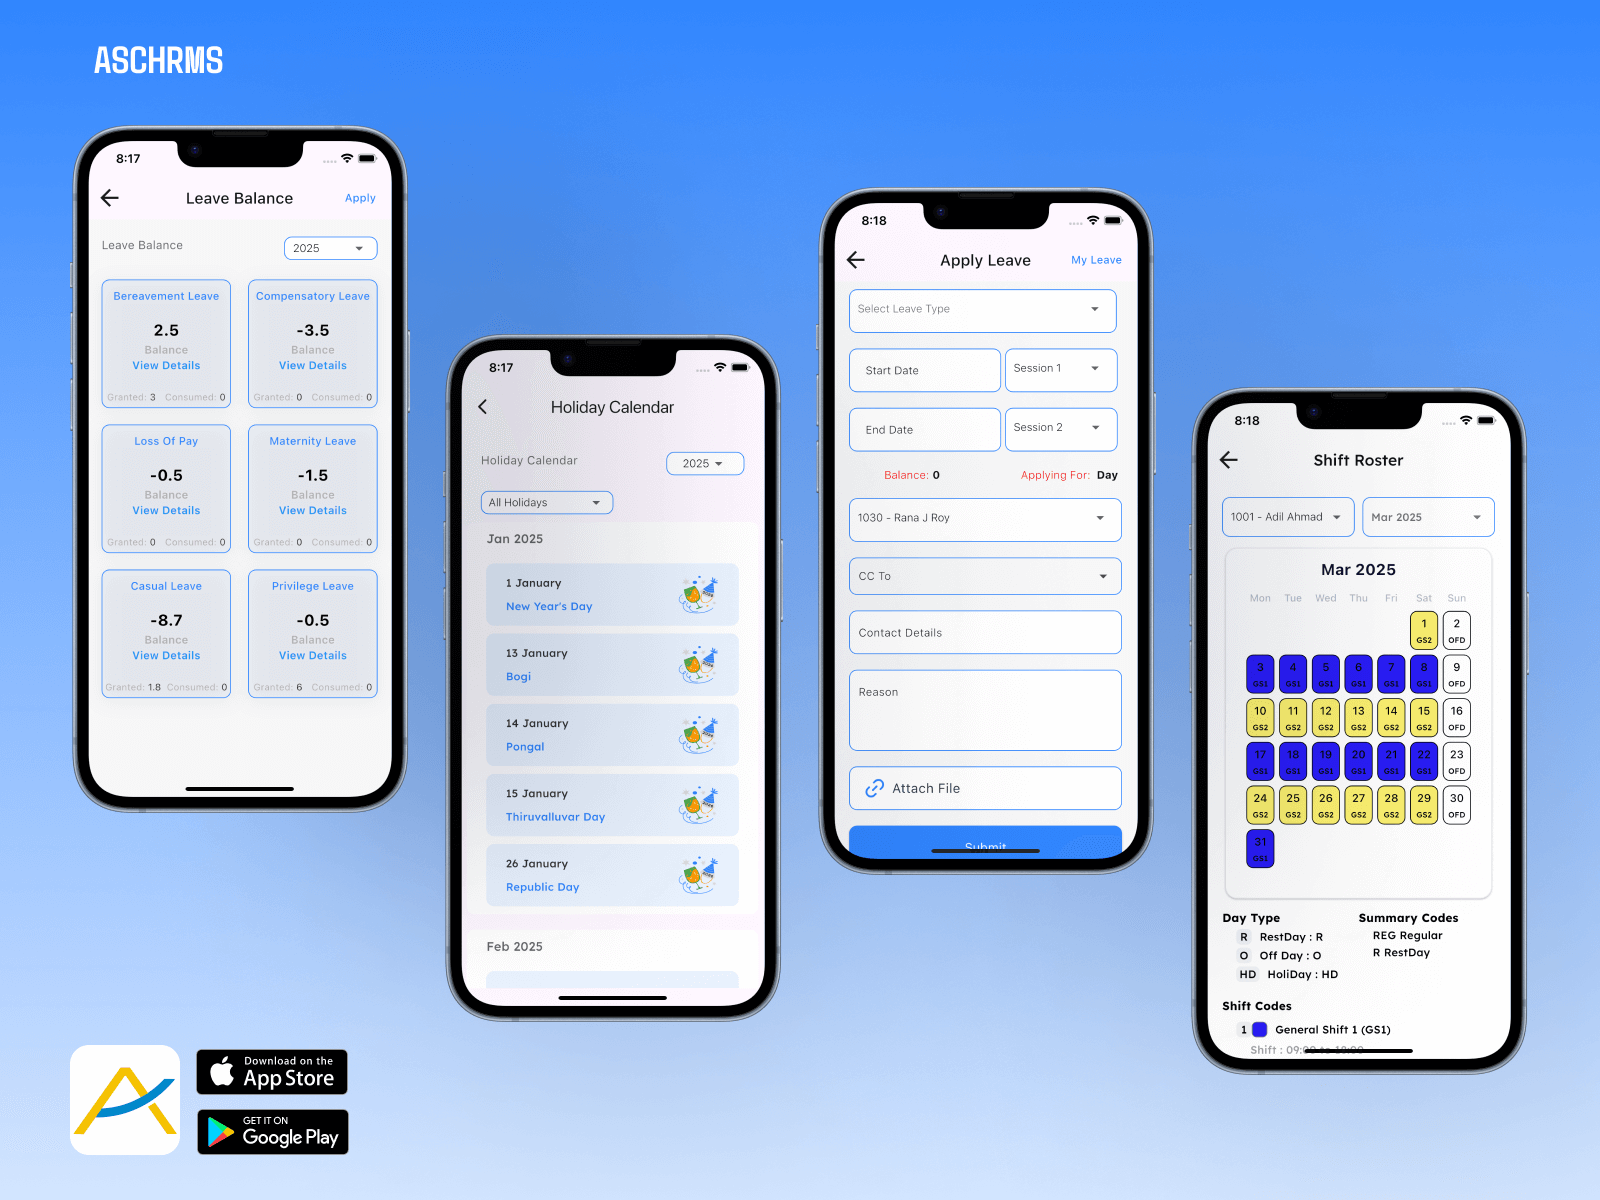 ASCHRMS
8:17
Leave Balance
Apply
Leave Balance
2025
Bereavement Leave
2.5
Balance
View Details
Granted: 3 Consumed: 0
Compensatory Leave
-3.5
Balance
View Details
Granted: 0 Consumed: 0
Loss Of Pay
-0.5
Balance
View Details
Granted: 0 Consumed: 0
Maternity Leave
-1.5
Balance
View Details
Granted: 0 Consumed: 0
Casual Leave
-8.7
Balance
View Details
Granted: 1.8 Consumed: 0
Privilege Leave
-0.5
Balance
View Details
Granted: 6 Consumed: 0
8:17
Holiday Calendar
Holiday Calendar
2025
All Holidays
Jan 2025
1 January
New Year's Day
13 January
Bogi
14 January
Pongal
15 January
Thiruvalluvar Day
26 January
Republic Day
Feb 2025
8:18
Apply Leave
My Leave
Select Leave Type
Start Date
Session 1
End Date
Session 2
Balance: 0
Applying For: Day
1030 - Rana J Roy
CC To
Contact Details
Reason
Attach File
Submit
8:18
Shift Roster
1001 - Adil Ahmad
Mar 2025
Mar 2025
Mon Tue Wed Thu Fri Sat Sun
1 2
GS2 OFD
3 4 5 6 7 8 9
GS1 GS1 GS1 GS1 GS1 GS1 OFD
10 11 12 13 14 15 16
GS2 GS2 GS2 GS2 GS2 GS2 OFD
17 18 19 20 21 22 23
GS1 GS1 GS1 GS1 GS1 GS1 OFD
24 25 26 27 28 29 30
GS2 GS2 GS2 GS2 GS2 GS2 OFD
31
GS1
Day Type
R RestDay : R
O Off Day : O
HD HoliDay : HD
Summary Codes
REG Regular
R RestDay
Shift Codes
1 General Shift 1 (GS1)
Shift :
Download on the
App Store
GET IT ON
Google Play